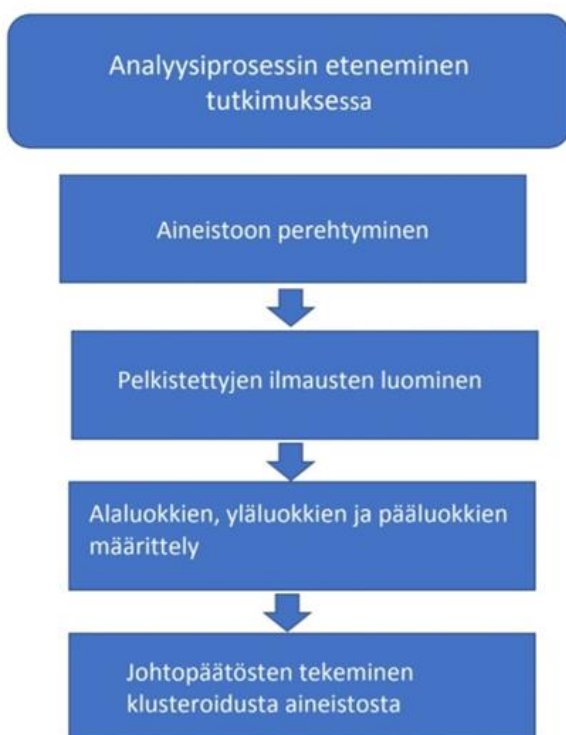 Analyysiprosessin eteneminen
tutkimuksessa
Aineistoon perehtyminen
Pelkistettyjen ilmausten luominen
Alaluokkien, yläluokkien ja pääluokkien
määrittely
Johtopäätösten tekeminen
klusteroidusta aineistosta